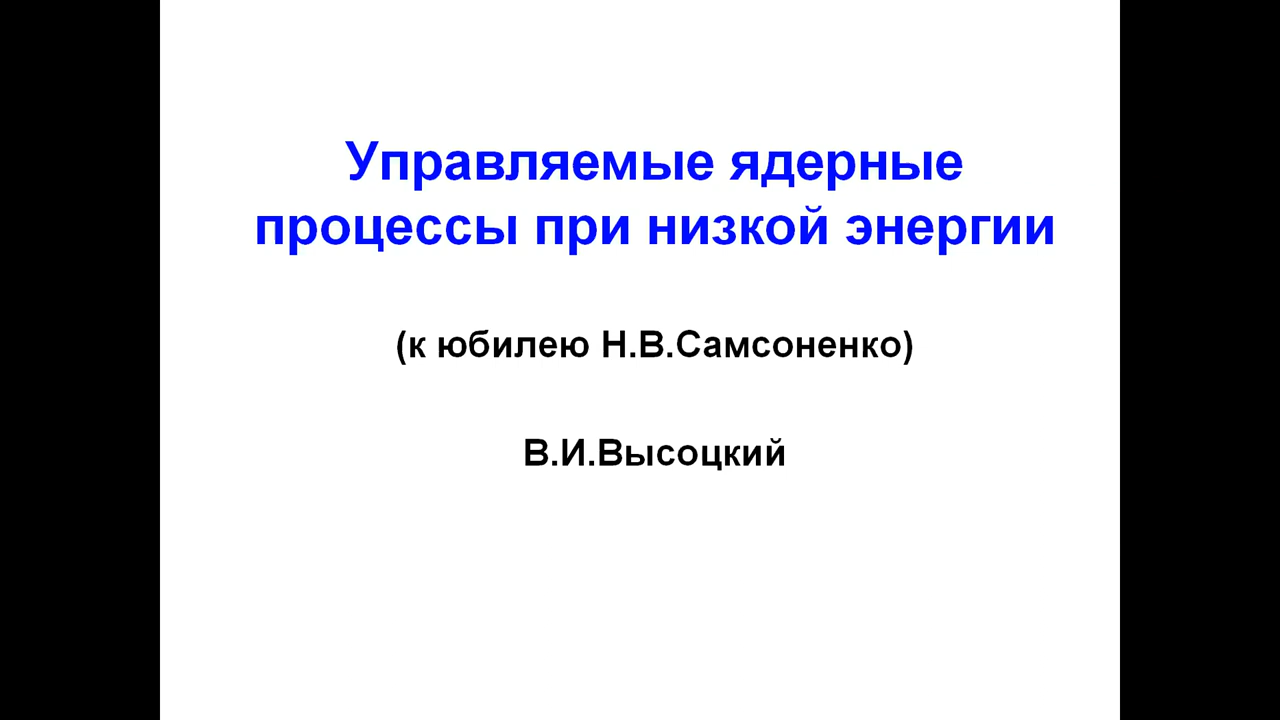 Управляемые ядерные
процессы при низкой энергии
(к юбилею Н.В.Самсоненко)
В.И.Высоцкий